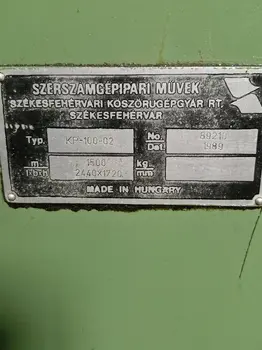 SZERSZÁMGÉPIPARI MŰVEK
SZÉKESFEHÉRVÁRI KÖSZÖRŰGÉPGYÁR RT.
SZÉKESFEHÉRVÁR
Typ. KP-100-02 No. 8921
m. 1500 kg Dat. 1989
2440X1720 mm
MADE IN HUNGARY